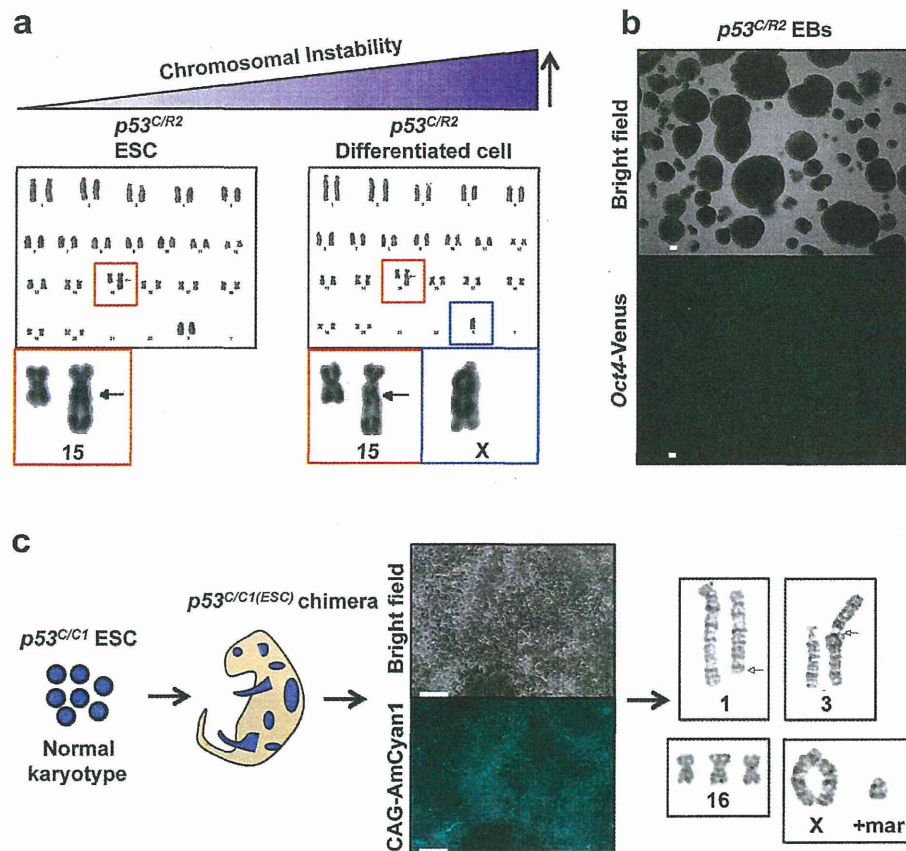 a
Chromosomal Instability
p53C/R2
ESC
p53C/R2
Differentiated cell
15
15
X
b
p53C/R2 EBs
Bright field
Oct4-Venus
c
p53C/C1 ESC
Normal
karyotype
p53C/C1(ESC) chimera
Bright field
CAG-AmCyan1
1
3
16
X
+mar